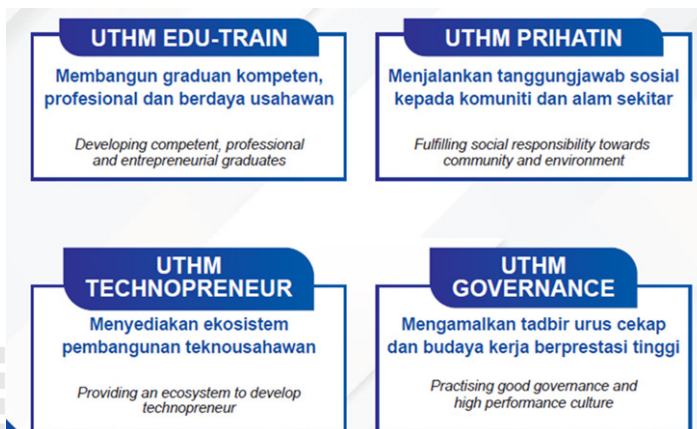 UTHM EDU-TRAIN
Membangun graduan kompeten,
profesional dan berdaya usahawan
Developing competent, professional
and entrepreneurial graduates
UTHM PRIHATIN
Menjalankan tanggungjawab sosial
kepada komuniti dan alam sekitar
Fulfilling social responsibility towards
community and environment
UTHM
TECHNOPRENEUR
Menyediakan ekosistem
pembangunan teknousahawan
Providing an ecosystem to develop
technopreneur
UTHM
GOVERNANCE
Mengamalkan tadbir urus cekap
dan budaya kerja berprestasi tinggi
Practising good governance and
high performance culture